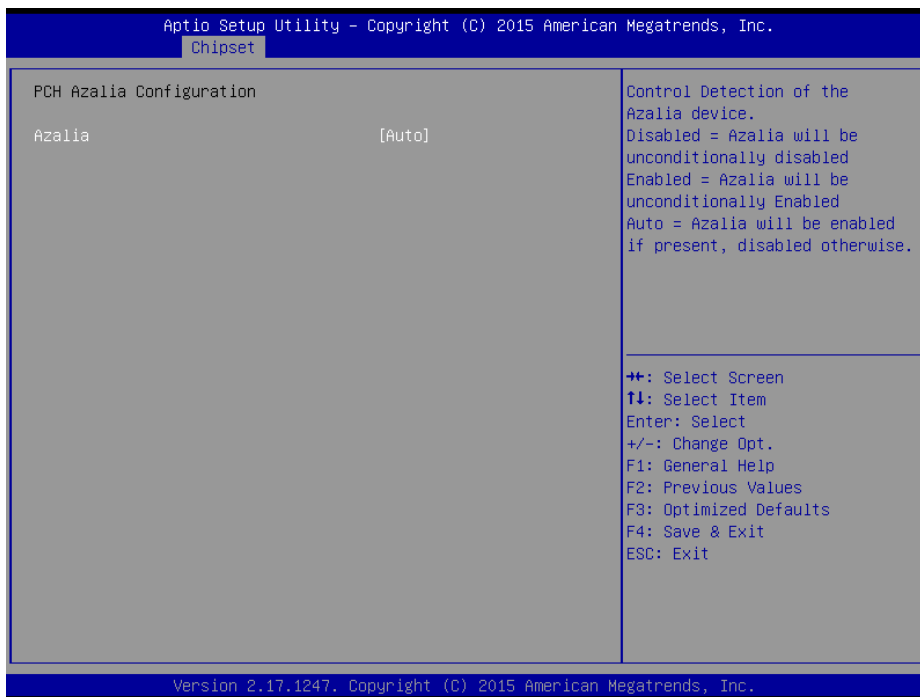 Aptio Setup Utility – Copyright (C) 2015 American Megatrends, Inc.
Chipset
PCH Azalia Configuration
Azalia [Auto]
Control Detection of the
Azalia device.
Disabled = Azalia will be
unconditionally disabled
Enabled = Azalia will be
unconditionally Enabled
Auto = Azalia will be enabled
if present, disabled otherwise.
→←: Select Screen
↑↓: Select Item
Enter: Select
+/-: Change Opt.
F1: General Help
F2: Previous Values
F3: Optimized Defaults
F4: Save & Exit
ESC: Exit
Version 2.17.1247. Copyright (C) 2015 American Megatrends, Inc.